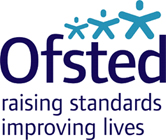 Ofsted
raising standards
improving lives